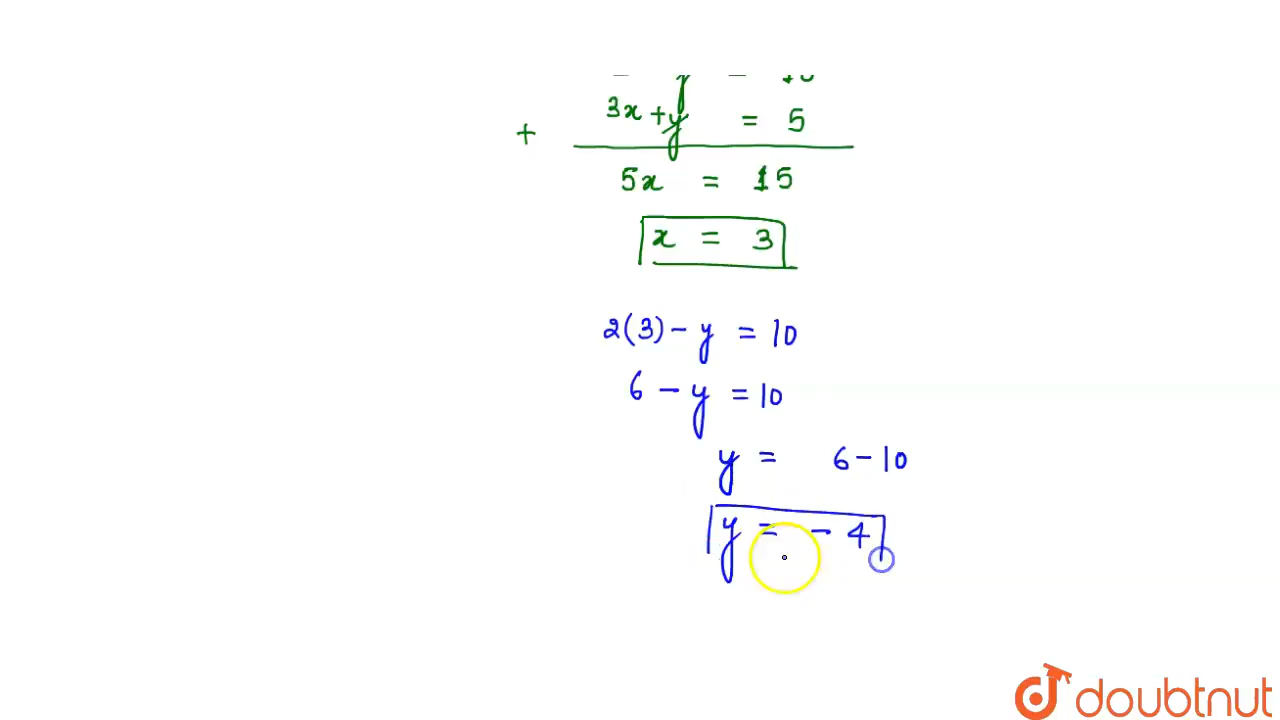 3x + y = 5
+
5x = 15
x = 3
2(3) - y = 10
6 - y = 10
y = 6 - 10
y = - 4
doubtnut